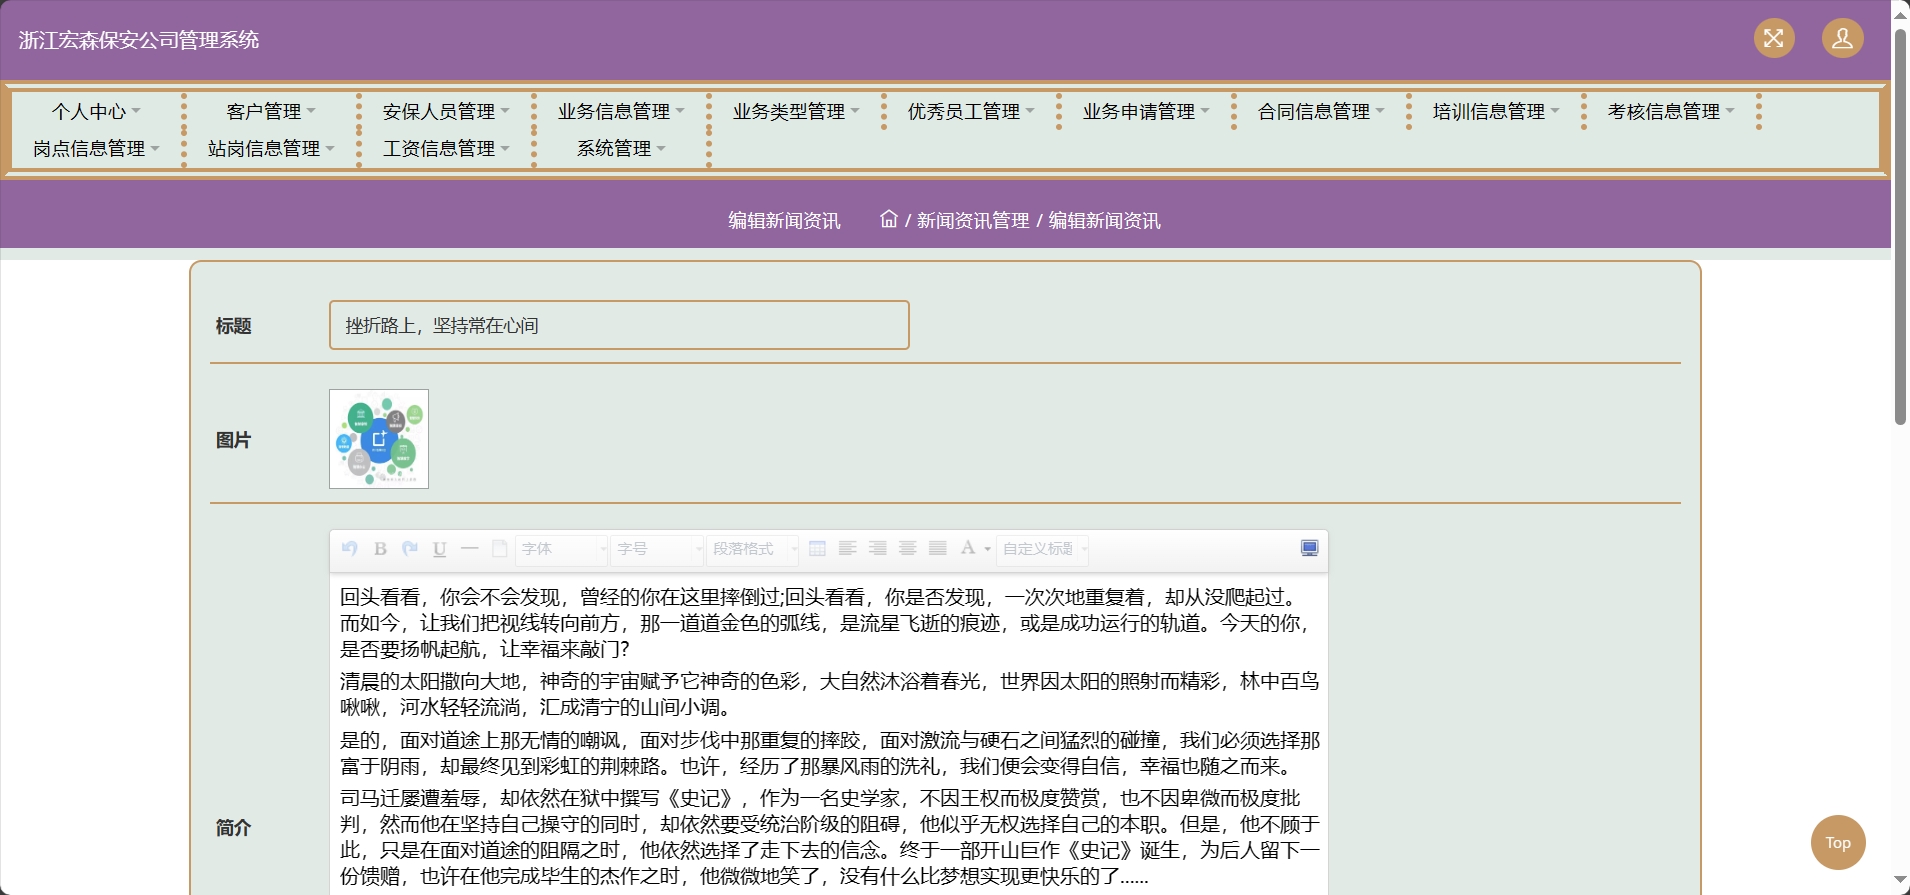 浙江宏森保安公司管理系统
个人中心 客户管理 安保人员管理 业务信息管理 业务类型管理 优秀员工管理 业务申请管理 合同信息管理 培训信息管理 考核信息管理
岗点信息管理 站岗信息管理 工资信息管理 系统管理
编辑新闻资讯 / 新闻资讯管理 / 编辑新闻资讯
标题 挫折路上，坚持常在心间
图片
B U 字体 字号 段落格式 A 自定义标题
回头看看，你会不会发现，曾经的你在这里摔倒过;回头看看，你是否发现，一次次地重复着，却从没爬起过。
而如今，让我们把视线转向前方，那一道道金色的弧线，是流星飞逝的痕迹，或是成功运行的轨道。今天的你，
是否要扬帆起航，让幸福来敲门？
清晨的太阳撒向大地，神奇的宇宙赋予它神奇的色彩，大自然沐浴着春光，世界因太阳的照射而精彩，林中百鸟
啾啾，河水轻轻流淌，汇成清宁的山间小调。
是的，面对道途上那无情的嘲讽，面对步伐中那重复的摔跤，面对激流与硬石之间猛烈的碰撞，我们必须选择那
富于阴雨，却最终见到彩虹的荆棘路。也许，经历了那暴风雨的洗礼，我们便会变得自信，幸福也随之而来。
司马迁屡遭羞辱，却依然在狱中撰写《史记》，作为一名史学家，不因王权而极度赞赏，也不因卑微而极度批
判，然而他在坚持自己操守的同时，却依然要受统治阶级的阻碍，他似乎无权选择自己的本职。但是，他不顾于
简介
此，只是在面对道途的阻隔之时，他依然选择了走下去的信念。终于一部开山巨作《史记》诞生，为后人留下一
份馈赠，也许在他完成毕生的杰作之时，他微微地笑了，没有什么比梦想实现更快乐的了......
Top